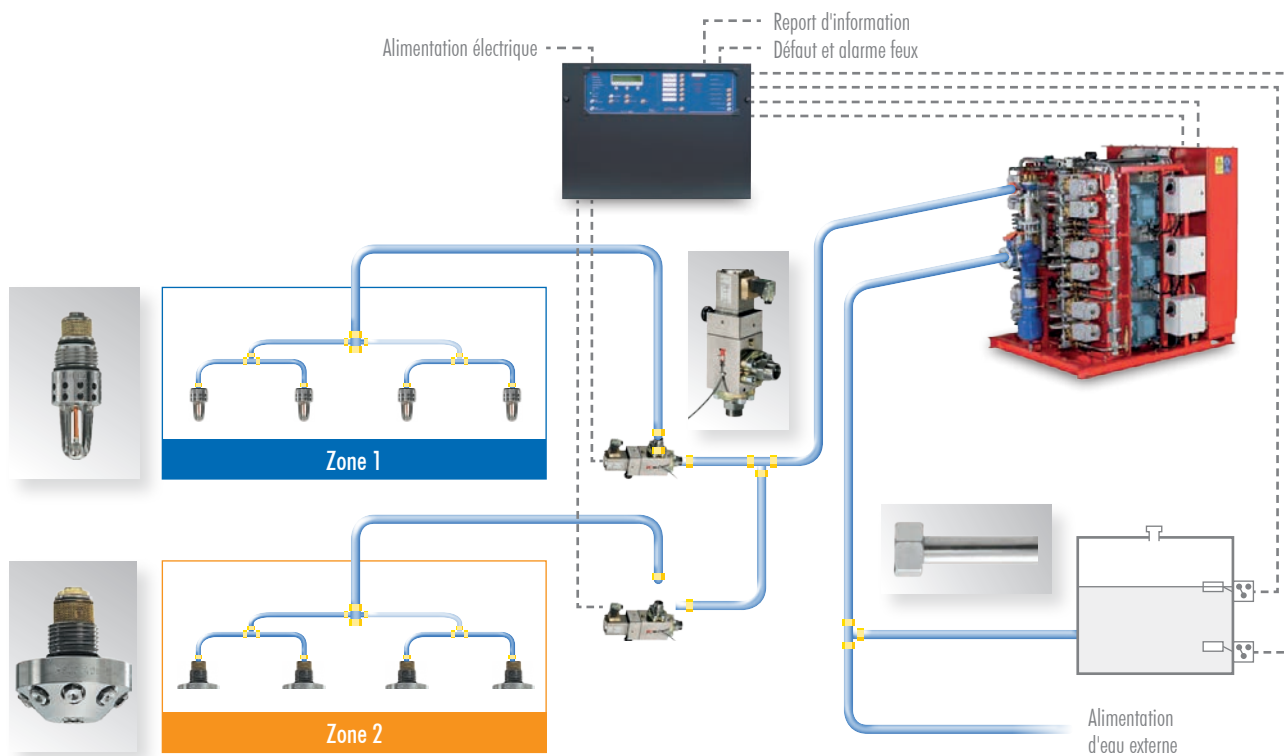 Report d'information
Alimentation électrique
Défaut et alarme feux
Zone 1
Zone 2
Alimentation
d'eau externe